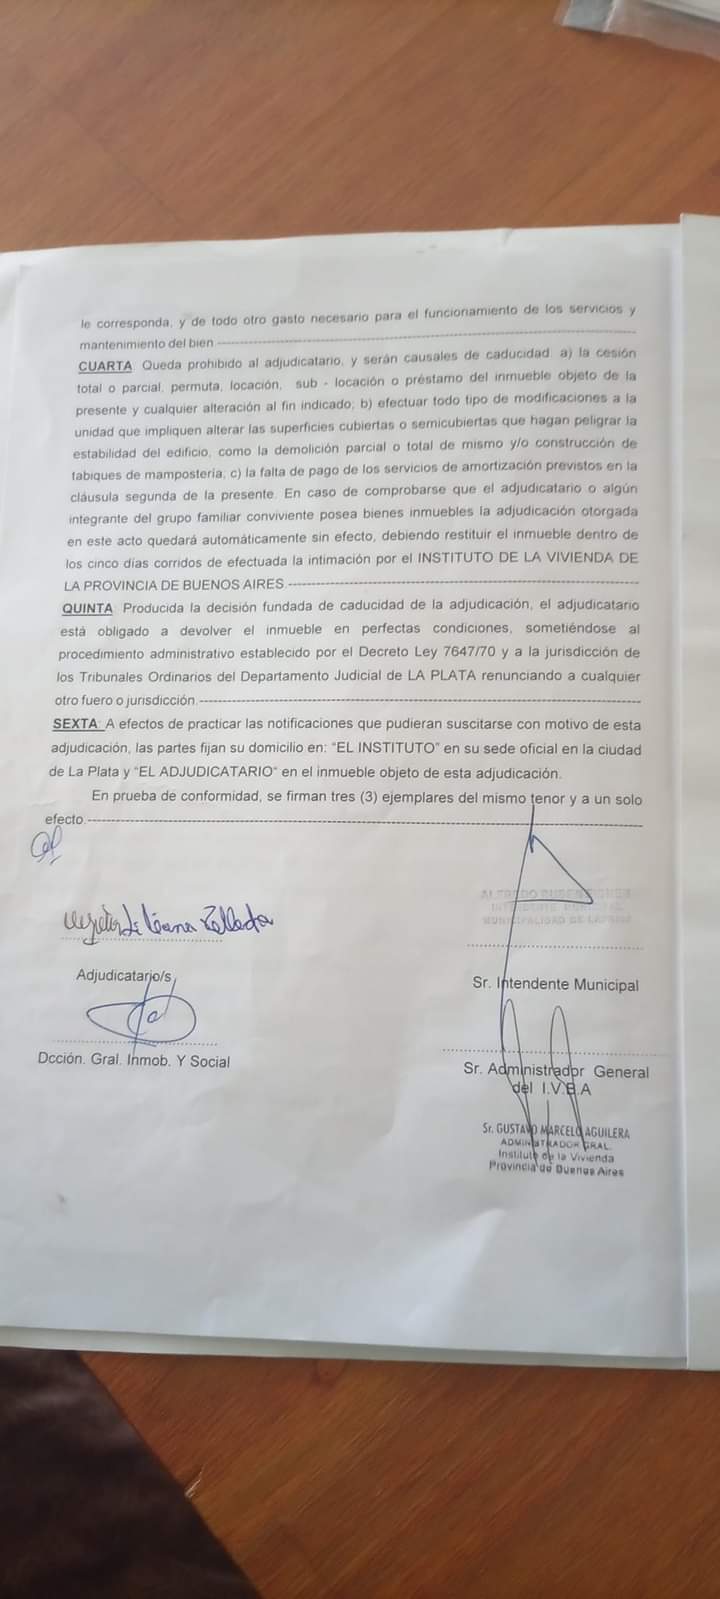 le corresponda, y de todo otro gasto necesario para el funcionamiento de los servicios y
mantenimiento del bien.------------------------------------------------------------
CUARTA: Queda prohibido al adjudicatario, y serán causales de caducidad: a) la cesión
total o parcial, permuta, locación, sub - locación o préstamo del inmueble objeto de la
presente y cualquier alteración al fin indicado; b) efectuar todo tipo de modificaciones a la
unidad que impliquen alterar las superficies cubiertas o semicubiertas que hagan peligrar la
estabilidad del edificio, como la demolición parcial o total de mismo y/o construcción de
tabiques de mampostería; c) la falta de pago de los servicios de amortización previstos en la
cláusula segunda de la presente. En caso de comprobarse que el adjudicatario o algún
integrante del grupo familiar conviviente posea bienes inmuebles la adjudicación otorgada
en este acto quedará automáticamente sin efecto, debiendo restituir el inmueble dentro de
los cinco días corridos de efectuada la intimación por el INSTITUTO DE LA VIVIENDA DE
LA PROVINCIA DE BUENOS AIRES.------------------------------------------------------------
QUINTA: Producida la decisión fundada de caducidad de la adjudicación, el adjudicatario
está obligado a devolver el inmueble en perfectas condiciones, sometiéndose al
procedimiento administrativo establecido por el Decreto Ley 7647/70 y a la jurisdicción de
los Tribunales Ordinarios del Departamento Judicial de LA PLATA renunciando a cualquier
otro fuero o jurisdicción.------------------------------------------------------------
SEXTA: A efectos de practicar las notificaciones que pudieran suscitarse con motivo de esta
adjudicación, las partes fijan su domicilio en: "EL INSTITUTO" en su sede oficial en la ciudad
de La Plata y "EL ADJUDICATARIO" en el inmueble objeto de esta adjudicación.
En prueba de conformidad, se firman tres (3) ejemplares del mismo tenor y a un solo
efecto.------------------------------------------------------------
ALFREDO
INTENDENTE
MUNICIPALIDAD DE
Adjudicatario/s
Sr. Intendente Municipal
Dcción. Gral. Inmob. Y Social
Sr. Administrador General
del I.V.B.A
Sr. GUSTAVO MARCELO AGUILERA
ADMINISTRADOR GRAL.
Instituto de la Vivienda
Provincia de Buenos Aires